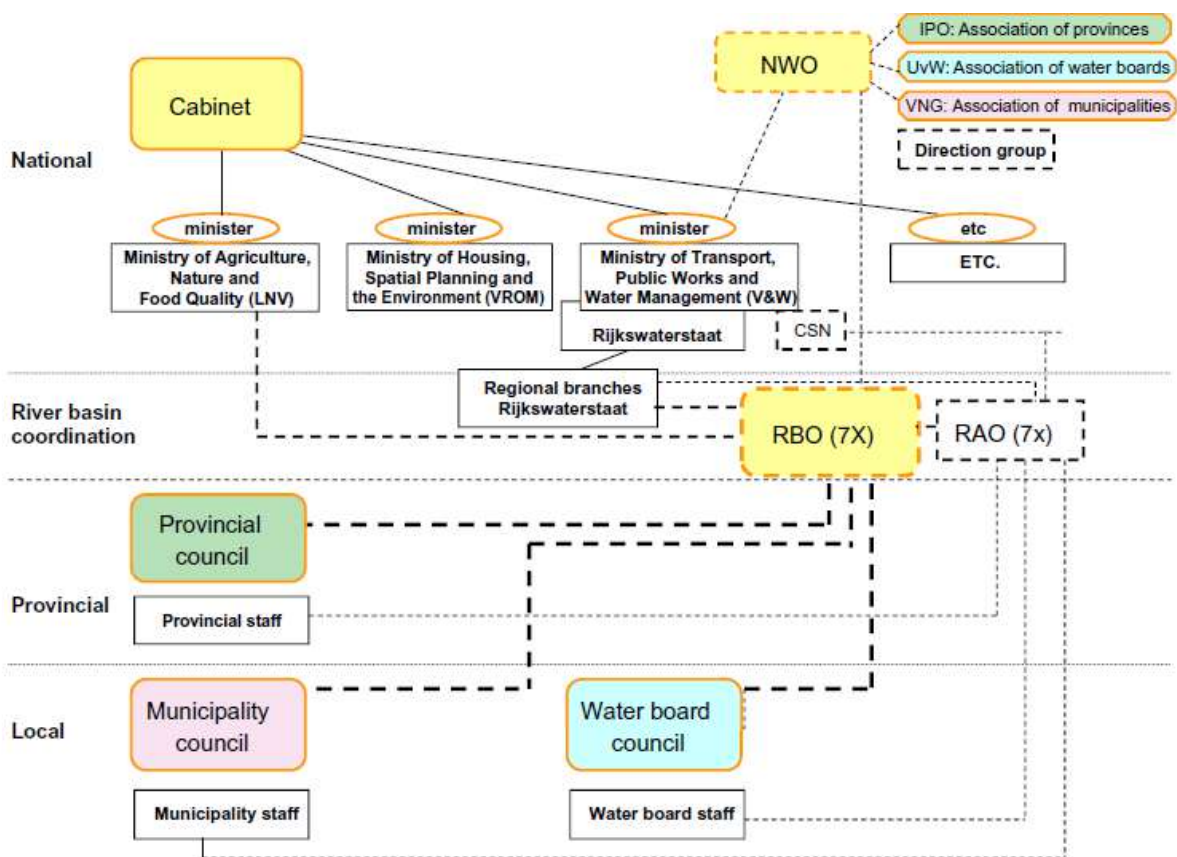 IPO: Association of provinces
NWO
UvW: Association of water boards
Cabinet
VNG: Association of municipalities
Direction group
National
minister
minister
minister
etc
Ministry of Agriculture,
Nature and
Food Quality (LNV)
Ministry of Housing,
Spatial Planning and
the Environment (VROM)
Ministry of Transport,
Public Works and
Water Management (V&W)
ETC.
Rijkswaterstaat
CSN
Regional branches
Rijkswaterstaat
River basin
coordination
RBO (7X)
RAO (7x)
Provincial
council
Provincial
Provincial staff
Municipality
council
Water board
council
Local
Municipality staff
Water board staff